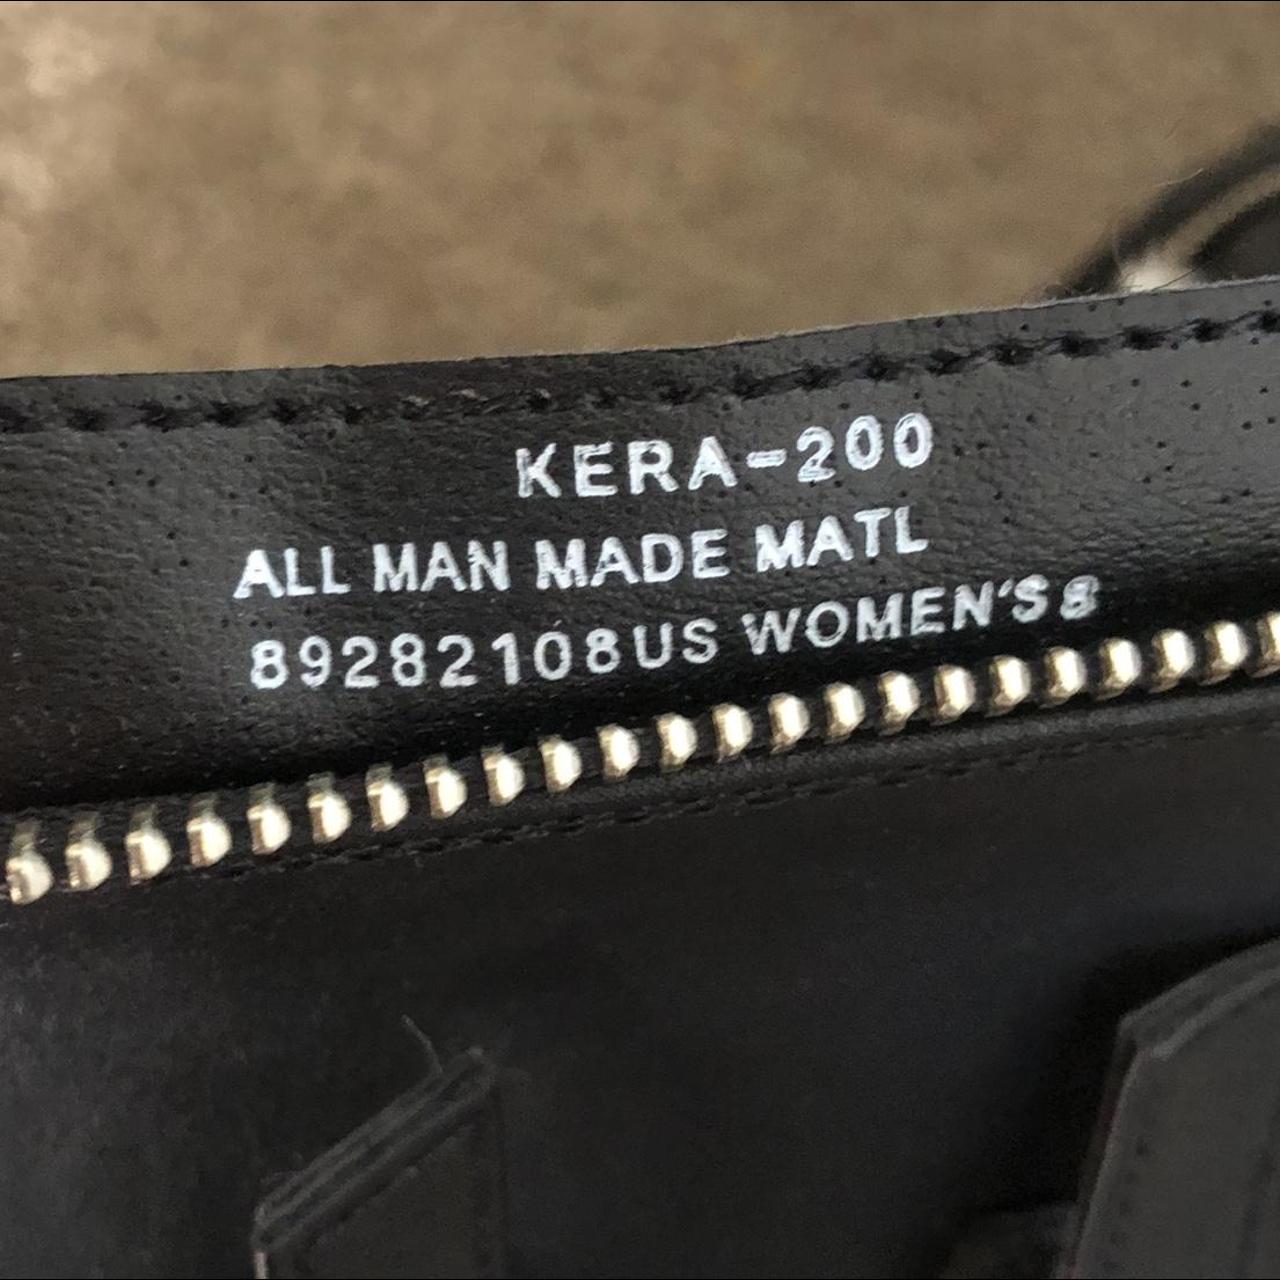 KERA-200
ALL MAN MADE MATL
89282108US WOMEN'S 8